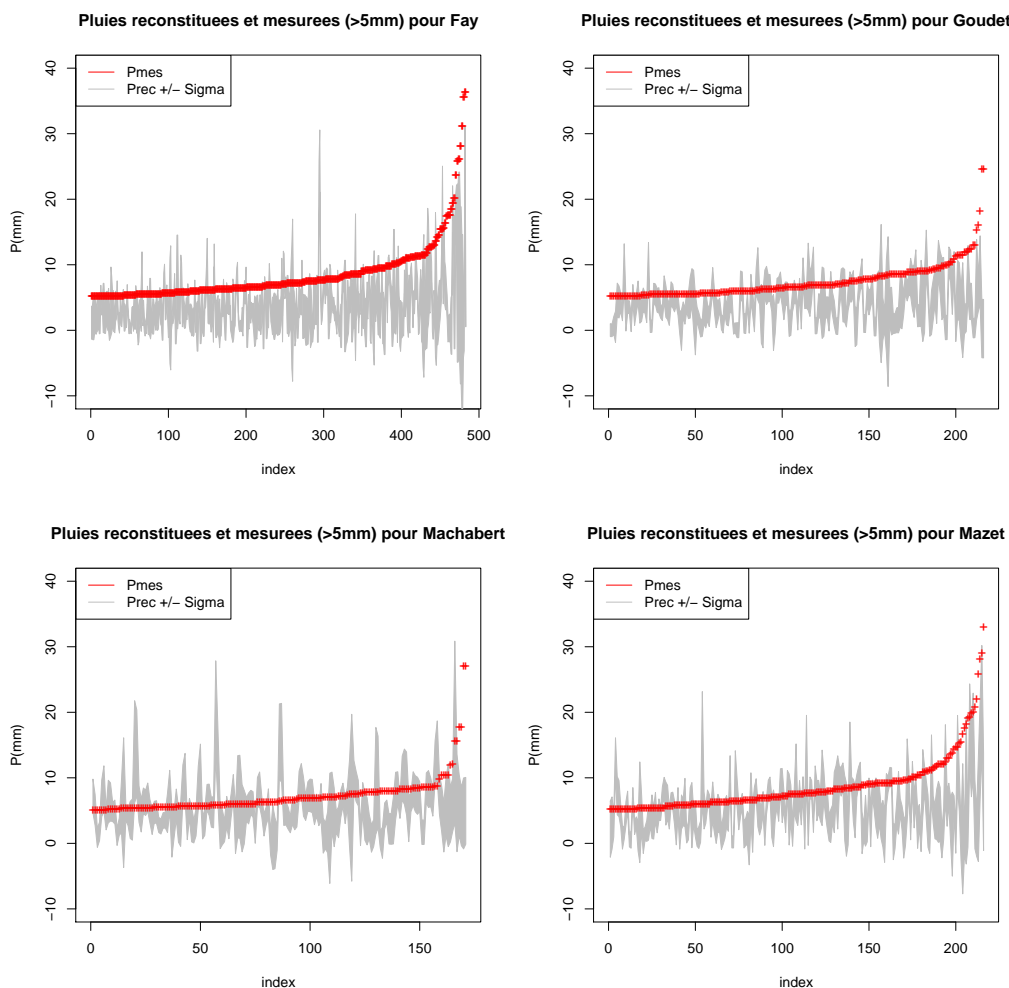 Pluies reconstituees et mesurees (>5mm) pour Fay
Pmes
Prec +/− Sigma
P(mm)
40
30
20
10
0
−10
0 100 200 300 400 500
index
Pluies reconstituees et mesurees (>5mm) pour Goudet
Pmes
Prec +/− Sigma
P(mm)
40
30
20
10
0
−10
0 50 100 150 200
index
Pluies reconstituees et mesurees (>5mm) pour Machabert
Pmes
Prec +/− Sigma
P(mm)
40
30
20
10
0
−10
0 50 100 150
index
Pluies reconstituees et mesurees (>5mm) pour Mazet
Pmes
Prec +/− Sigma
P(mm)
40
30
20
10
0
−10
0 50 100 150 200
index